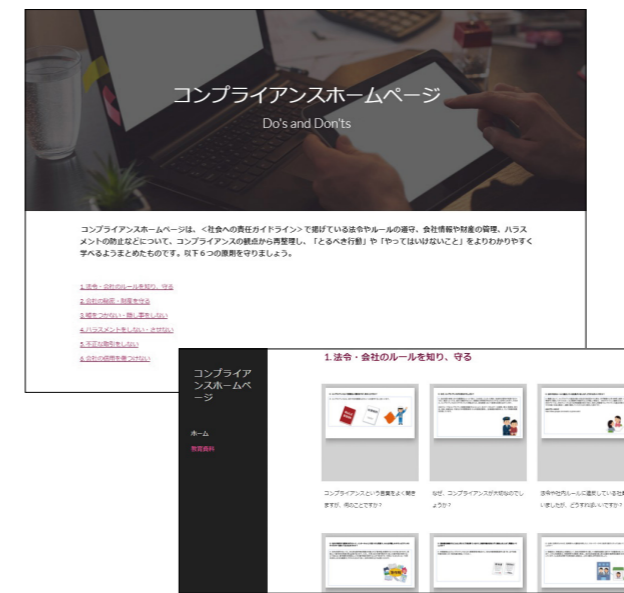 コンプライアンスホームページ
Do's and Don'ts
コンプライアンスホームページは、＜社会への責任ガイドライン＞で掲げている法令やルールの遵守、会社情報や財産の管理、ハラス
メントの防止などについて、コンプライアンスの観点から再整理し、「とるべき行動」や「やってはいけないこと」をよりわかりやすく
学べるようまとめたものです。以下６つの原則を守りましょう。
1.法令・会社のルールを知り、守る
2.会社の秘密・財産を守る
3.嘘をつかない・隠し事をしない
4.ハラスメントをしない・させない
5.不正な取引をしない
6.会社の信用を傷つけない
コンプライア
ンスホームペ
ージ
ホーム
教育資料
1.法令・会社のルールを知り、守る
コンプライアンスという言葉をよく聞き
ますが、何のことですか？
なぜ、コンプライアンスが大切なのでし
ょうか？
法令や社内ルールに違反している社員
いましたが、どうすればいいですか？